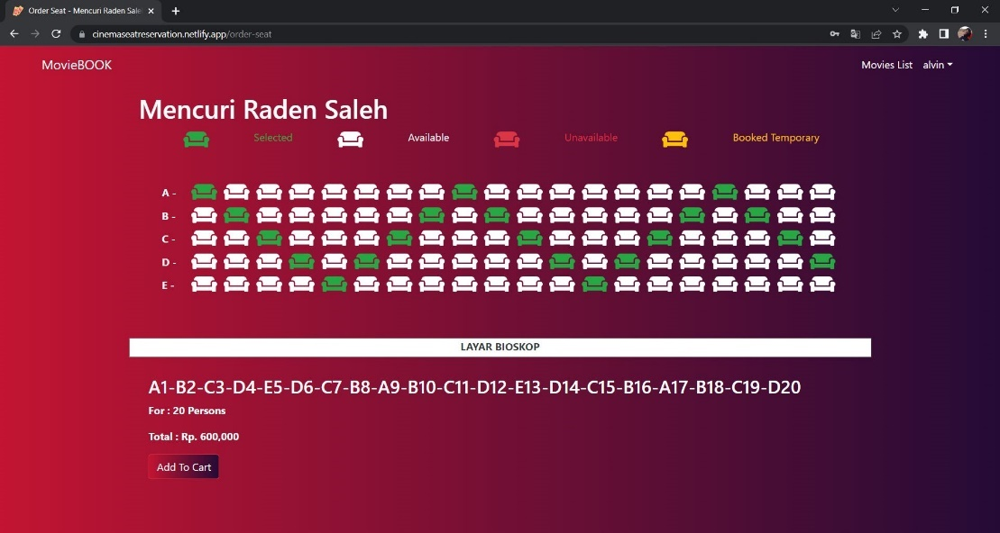 Order Seat - Mencuri Raden Sale
cinemaseatreservation.netlify.app/order-seat
MovieBOOK
Movies List
alvin
Mencuri Raden Saleh
Selected
Available
Unavailable
Booked Temporary
A -
B -
C -
D -
E -
LAYAR BIOSKOP
A1-B2-C3-D4-E5-D6-C7-B8-A9-B10-C11-D12-E13-D14-C15-B16-A17-B18-C19-D20
For : 20 Persons
Total : Rp. 600,000
Add To Cart